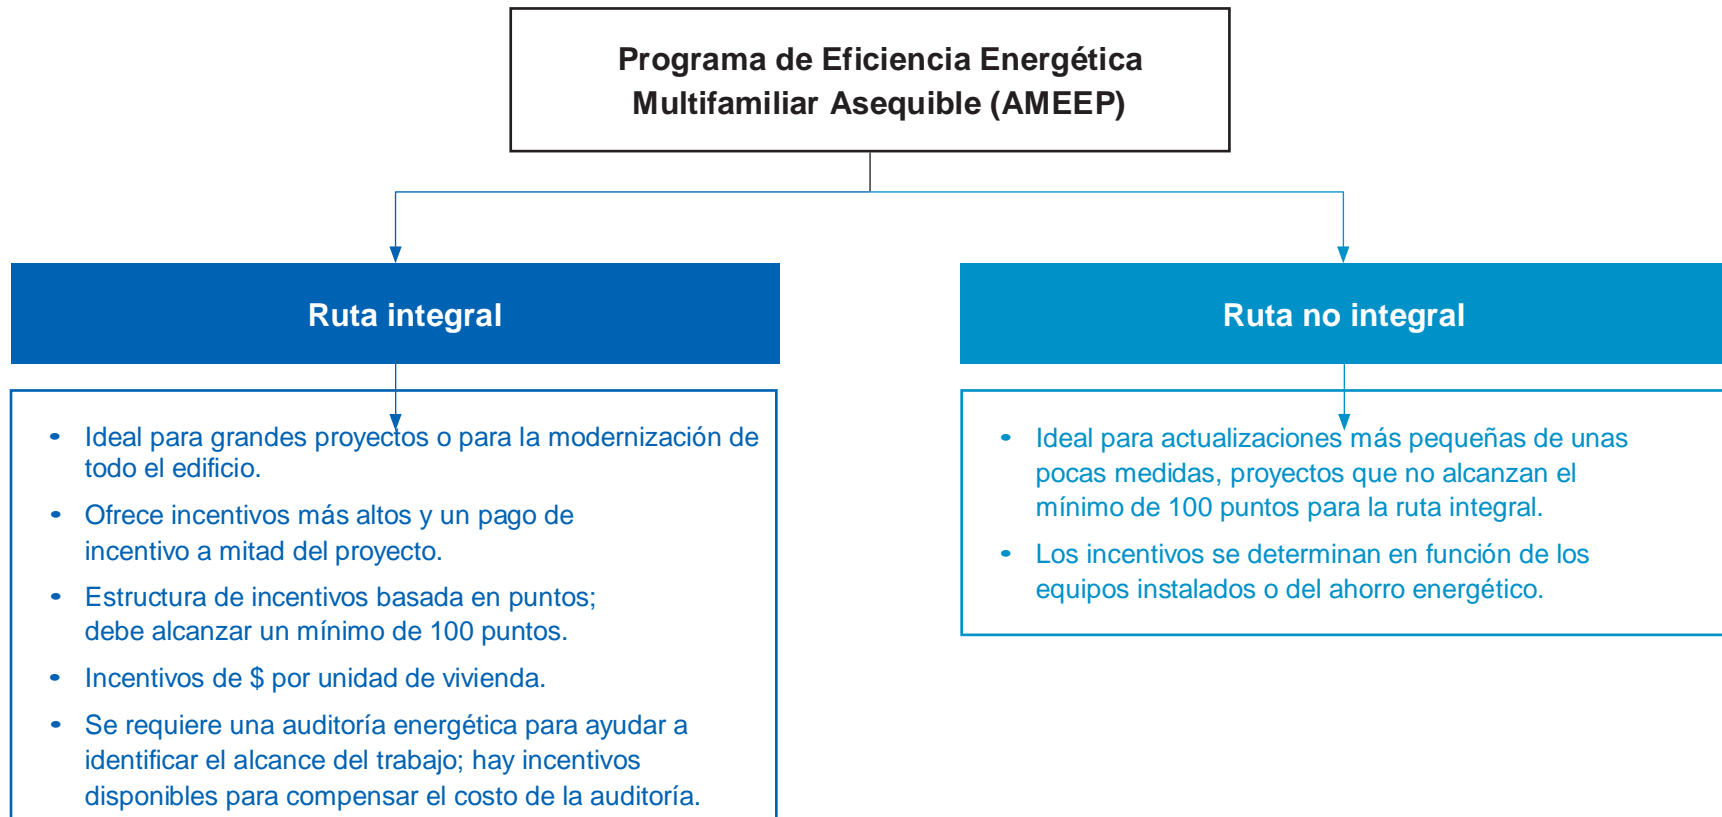 Programa de Eficiencia Energética
Multifamiliar Asequible (AMEEP)
Ruta integral
• Ideal para grandes proyectos o para la modernización de
todo el edificio.
• Ofrece incentivos más altos y un pago de
incentivo a mitad del proyecto.
• Estructura de incentivos basada en puntos;
debe alcanzar un mínimo de 100 puntos.
• Incentivos de $ por unidad de vivienda.
• Se requiere una auditoría energética para ayudar a
identificar el alcance del trabajo; hay incentivos
disponibles para compensar el costo de la auditoría.
Ruta no integral
• Ideal para actualizaciones más pequeñas de unas
pocas medidas, proyectos que no alcanzan el
mínimo de 100 puntos para la ruta integral.
• Los incentivos se determinan en función de los
equipos instalados o del ahorro energético.